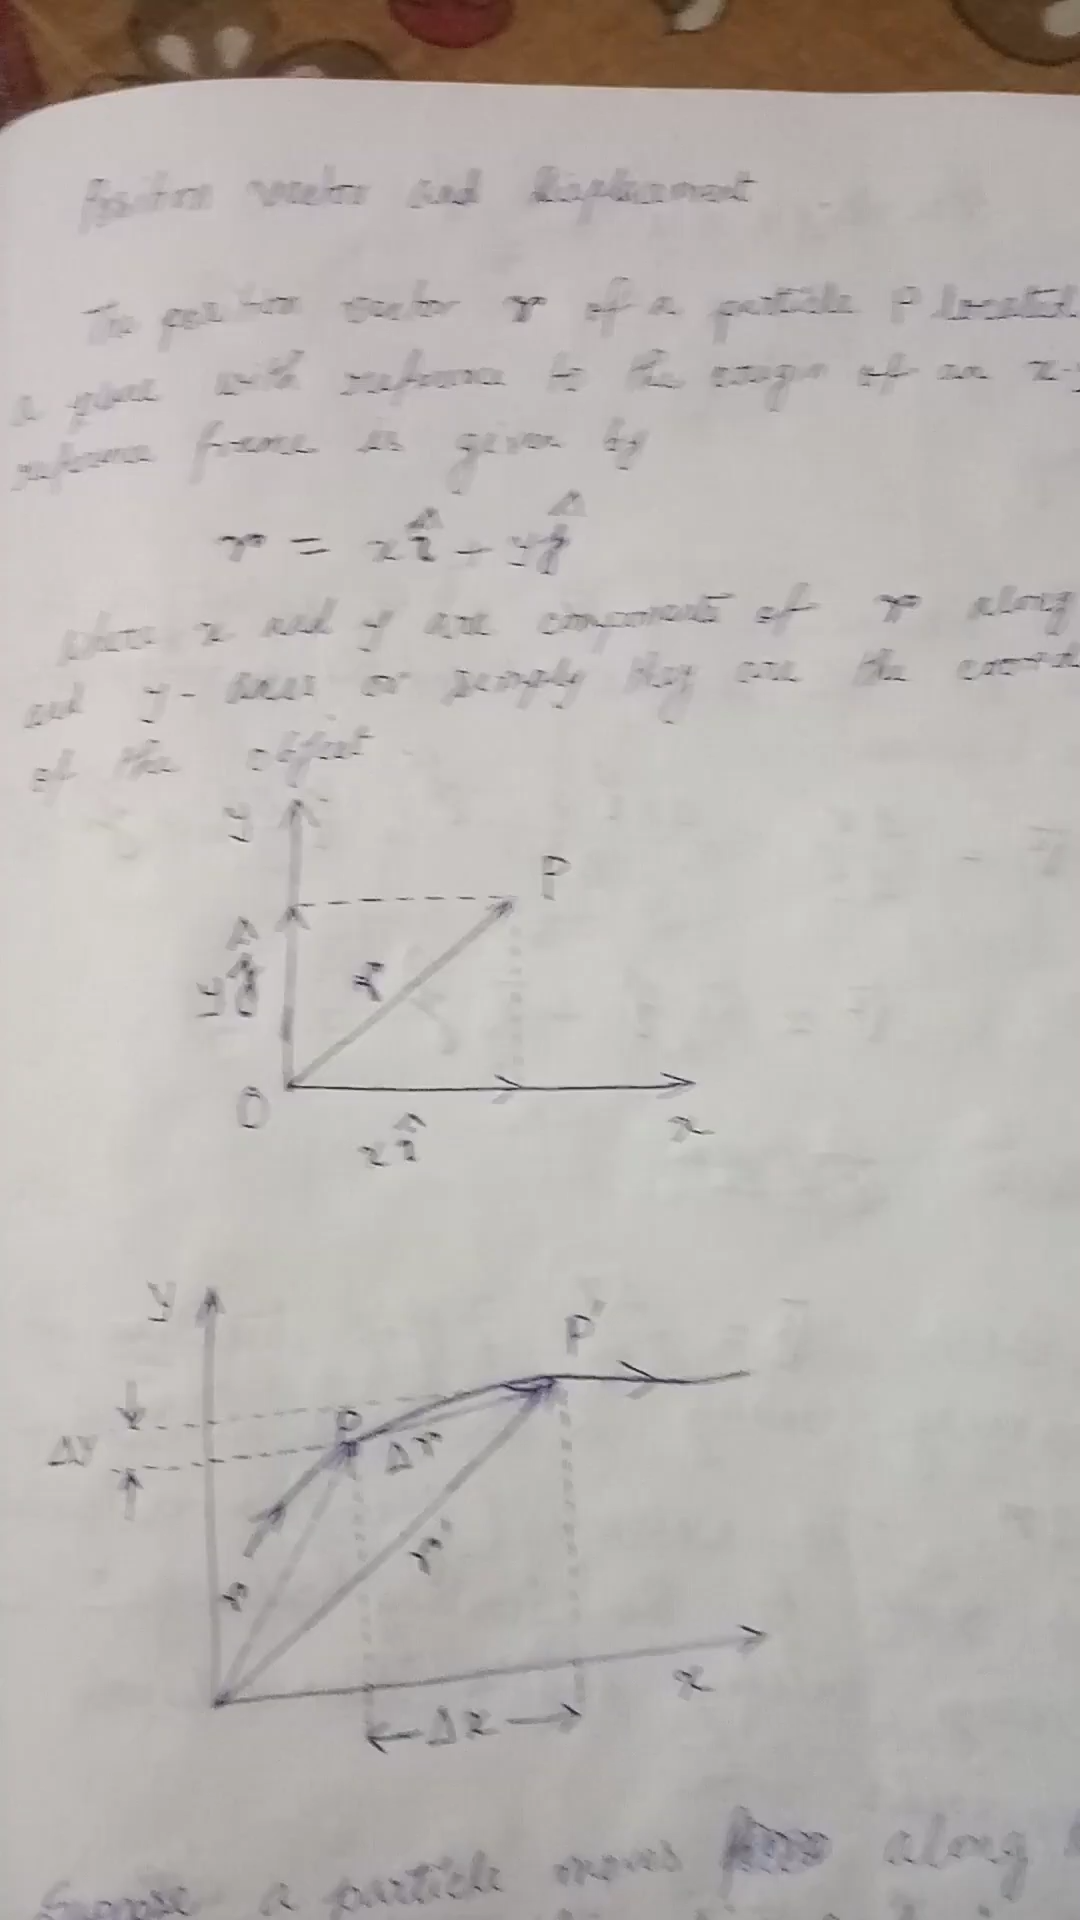 Position vector and displacement
The position vector r of a particle P located
a plane with reference to the origin of an x-y
reference frame is given by
r = xî + yĵ
where x and y are components of r along
and y- axes or simply they are the
of the object
y
P
yĵ
r
O
xî
x
y
P'
P
Δy
Δr
r'
r
x
Δx
Suppose a particle moves along